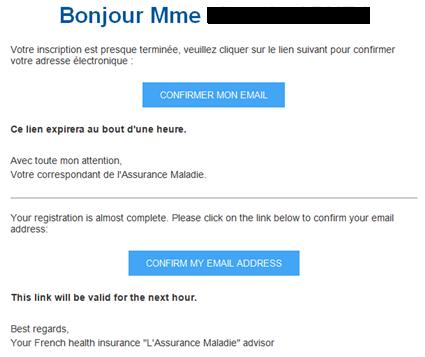 Bonjour Mme
Votre inscription est presque terminée, veuillez cliquer sur le lien suivant pour confirmer
votre adresse électronique :
CONFIRMER MON EMAIL
Ce lien expirera au bout d'une heure.
Avec toute mon attention,
Votre correspondant de l'Assurance Maladie.
Your registration is almost complete. Please click on the link below to confirm your email
address:
CONFIRM MY EMAIL ADDRESS
This link will be valid for the next hour.
Best regards,
Your French health insurance "L'Assurance Maladie" advisor